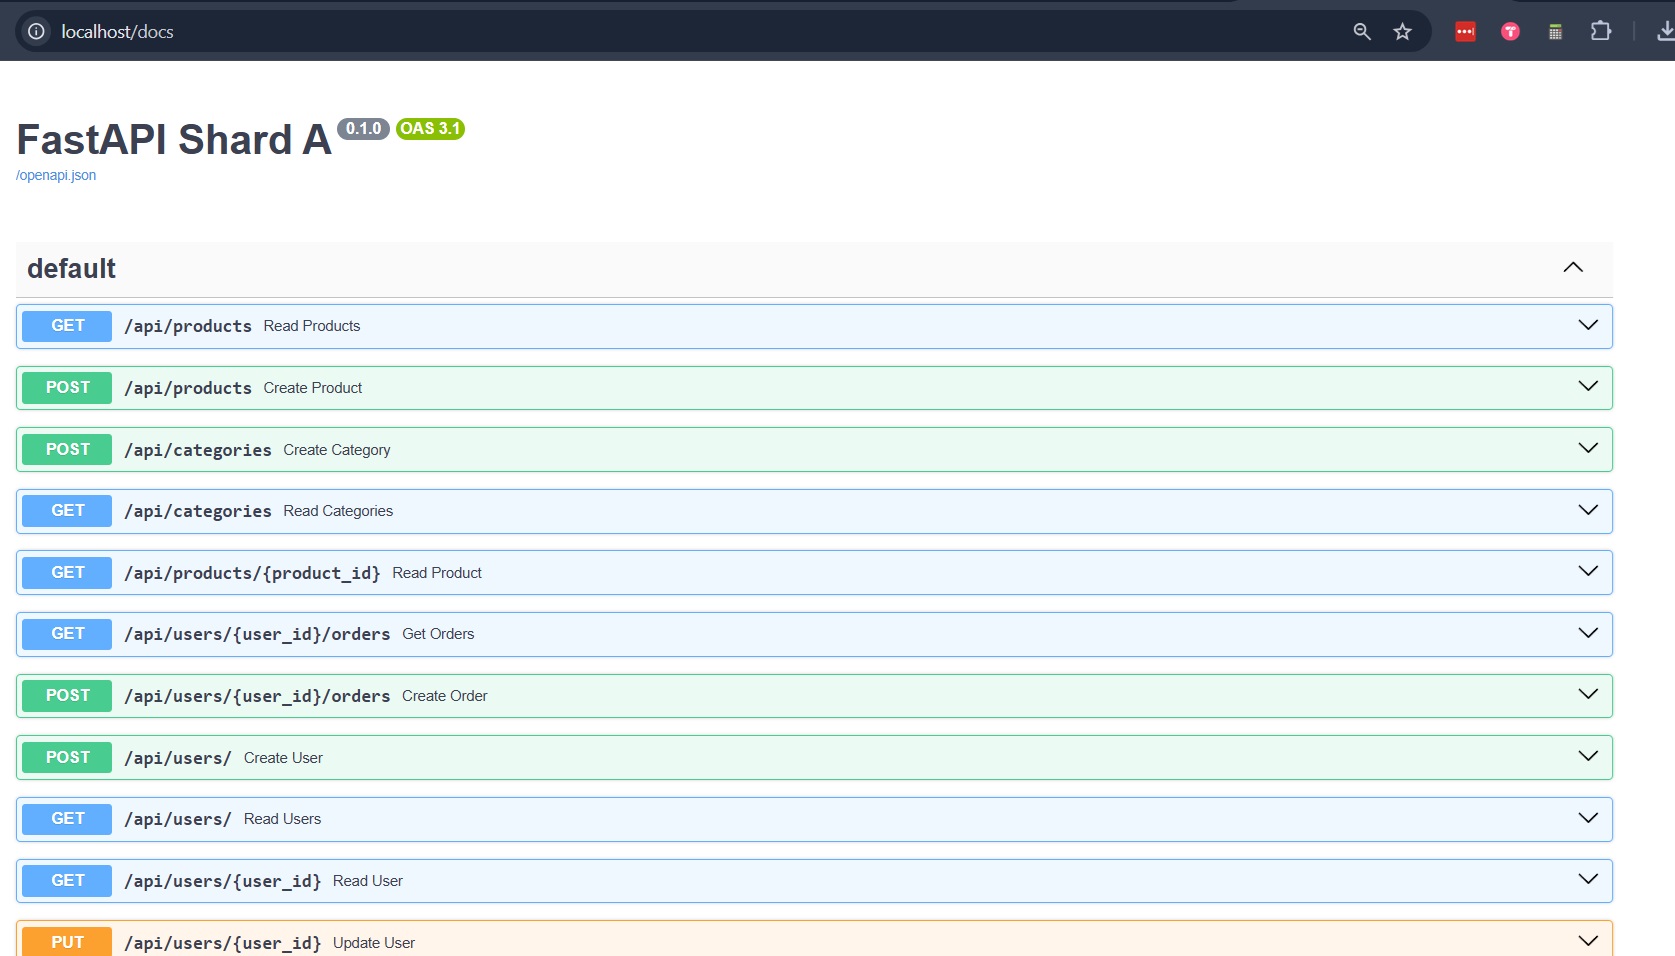 localhost/docs
FastAPI Shard A 0.1.0 OAS 3.1
/openapi.json
default
GET /api/products Read Products
POST /api/products Create Product
POST /api/categories Create Category
GET /api/categories Read Categories
GET /api/products/{product_id} Read Product
GET /api/users/{user_id}/orders Get Orders
POST /api/users/{user_id}/orders Create Order
POST /api/users/ Create User
GET /api/users/ Read Users
GET /api/users/{user_id} Read User
PUT /api/users/{user_id} Update User